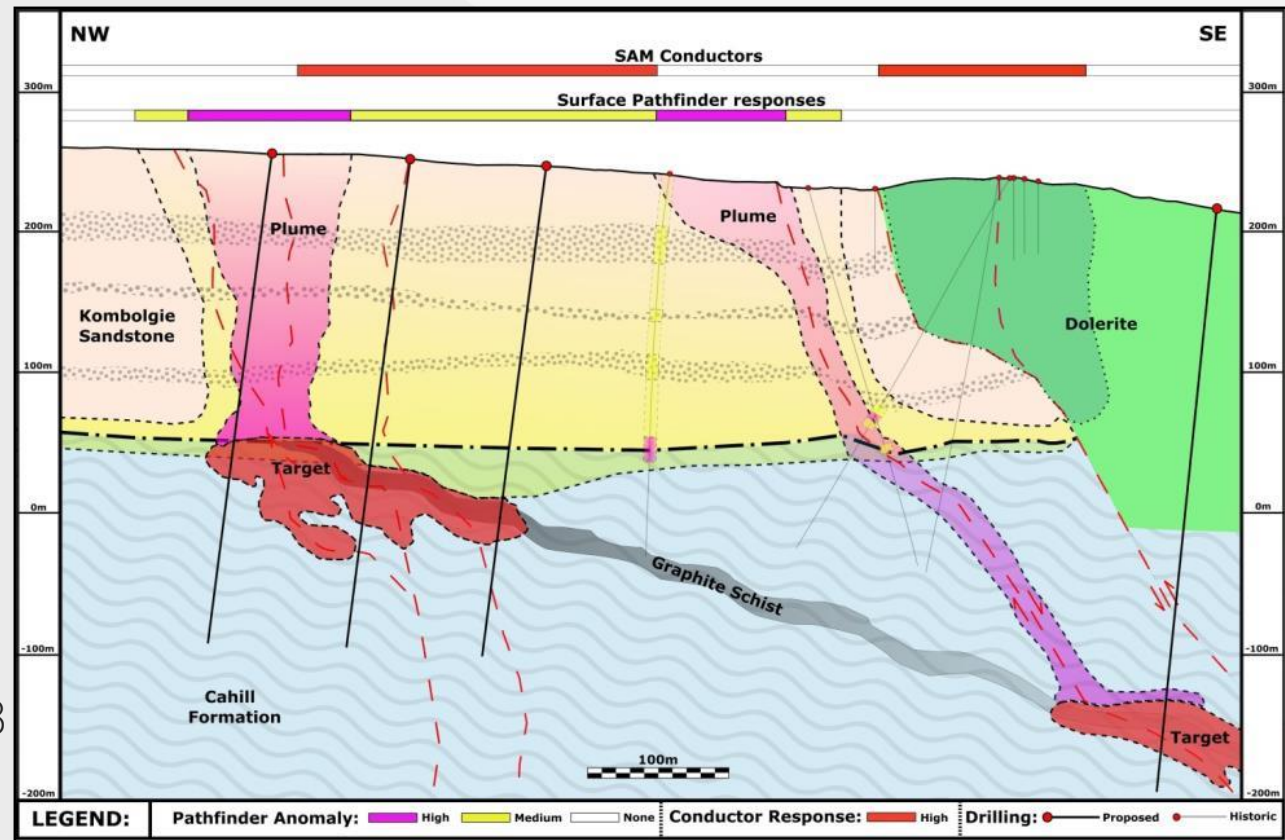 NW
SE
SAM Conductors
300m
300m
Surface Pathfinder responses
Plume
Plume
200m
200m
Kombolgie
Sandstone
Dolerite
100m
100m
Target
0m
0m
Graphite Schist
-100m
-100m
Cahill
Formation
Target
100m
-200m
-200m
LEGEND:
Pathfinder Anomaly: High Medium None
Conductor Response: High
Drilling: Proposed Historic